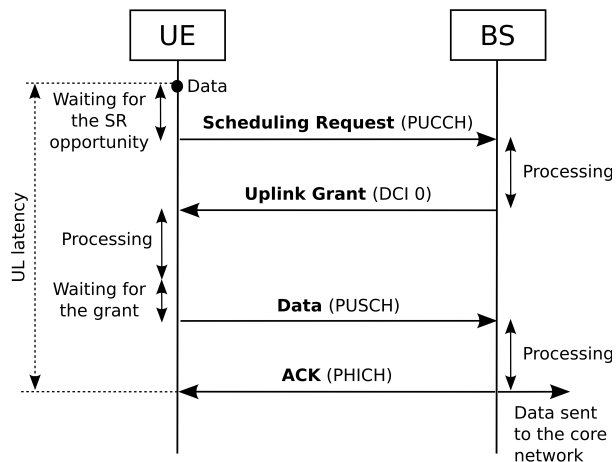 UE
BS
Data
Waiting for
the SR
opportunity
Scheduling Request (PUCCH)
Processing
Uplink Grant (DCI 0)
UL latency
Processing
Waiting for
the grant
Data (PUSCH)
Processing
ACK (PHICH)
Data sent
to the core
network